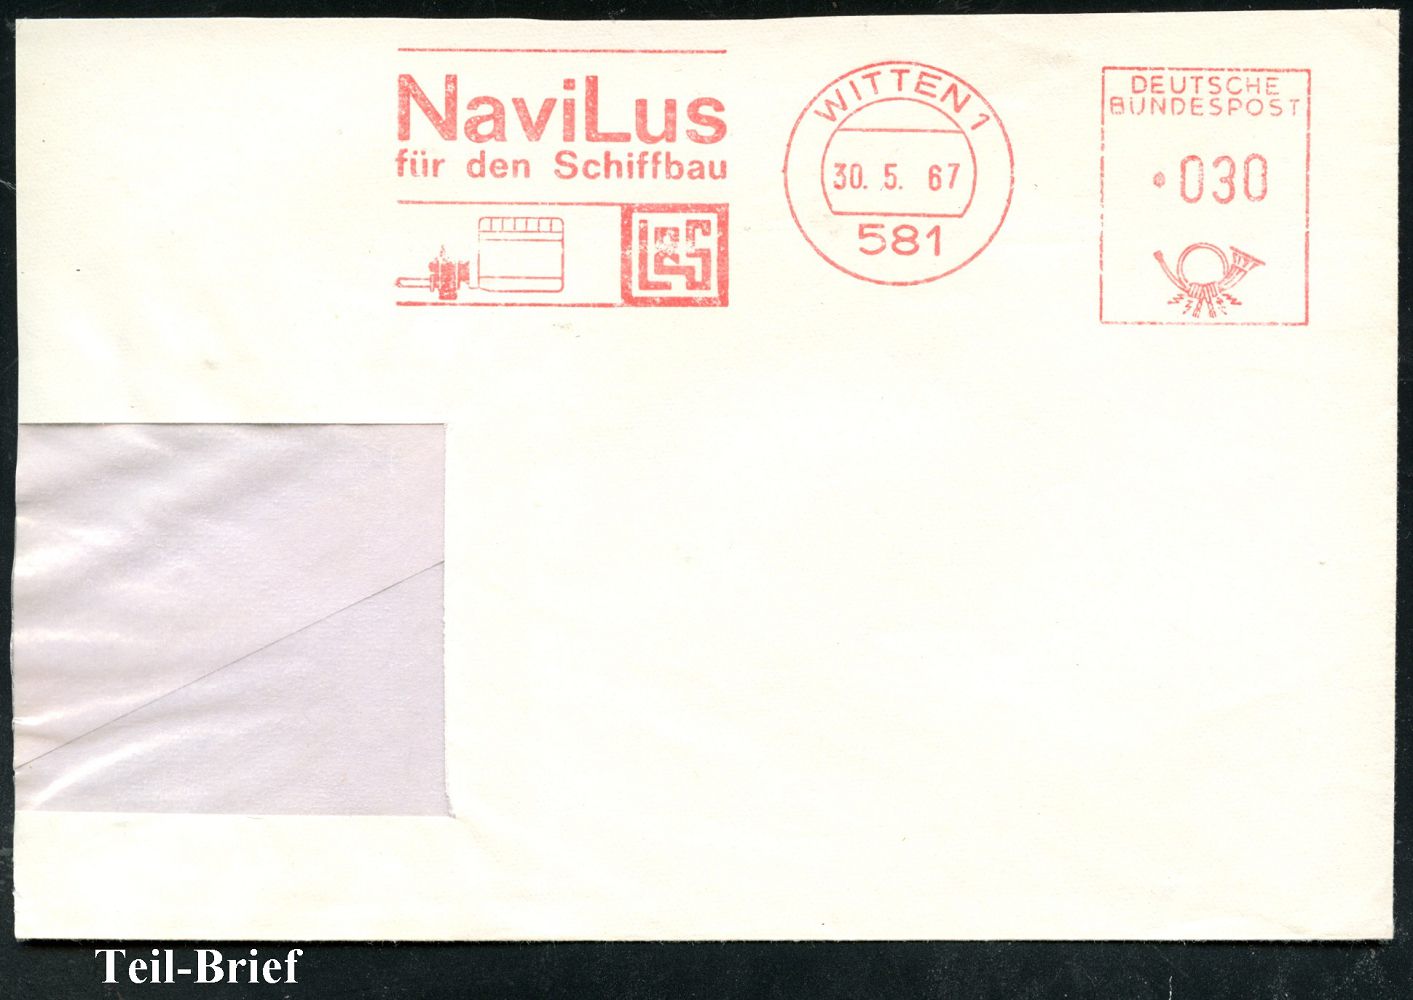 NaviLus
für den Schiffbau
L&S
WITTEN 1
30. 5. 67
581
DEUTSCHE
BUNDESPOST
030
Teil-Brief